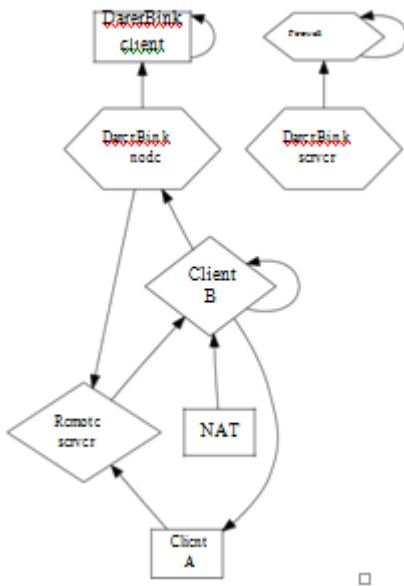 DarerBink
client
Firewall
DarerBink
node
DarerBink
server
Client
B
Remote
server
NAT
Client
A